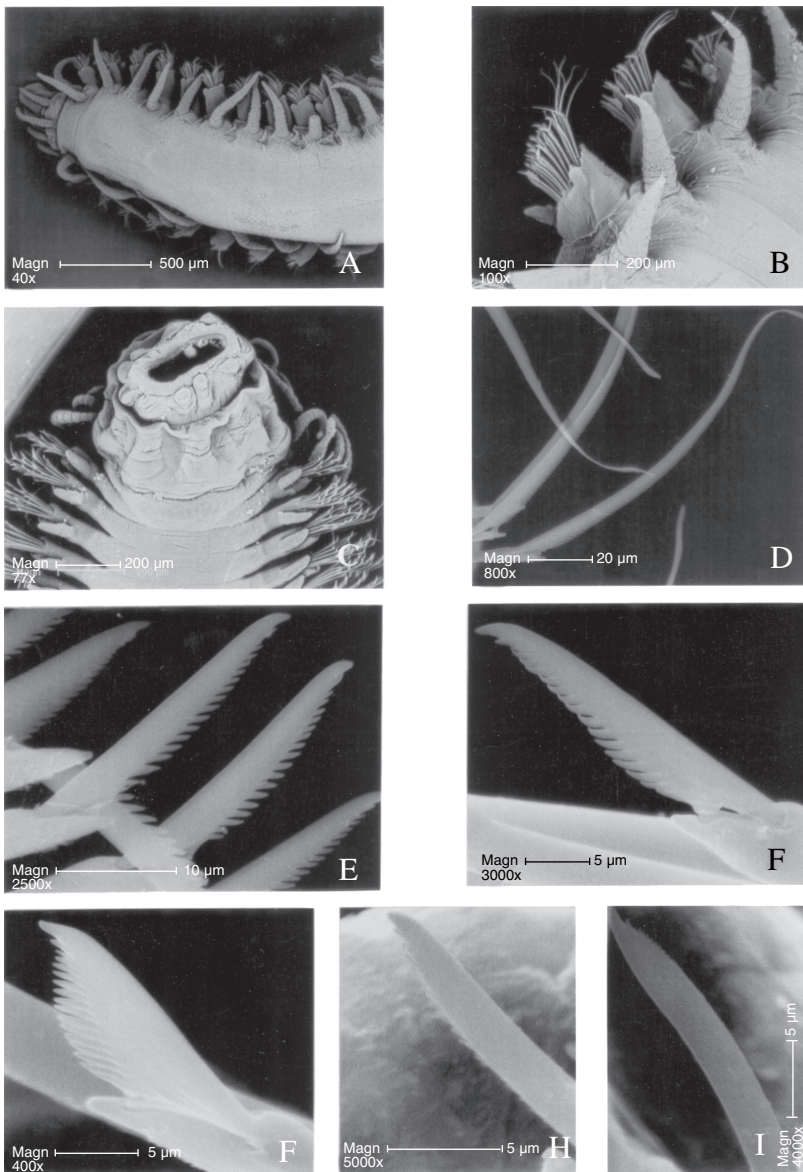 Magn 500 µm
40x
A
Magn 200 µm
100x
B
Magn 200 µm
77x
C
Magn 20 µm
800x
D
Magn 10 µm
2500x
E
Magn 5 µm
3000x
F
Magn 5 µm
400x
F
Magn 5 µm
5000x
H
Magn 5 µm
4000x
I